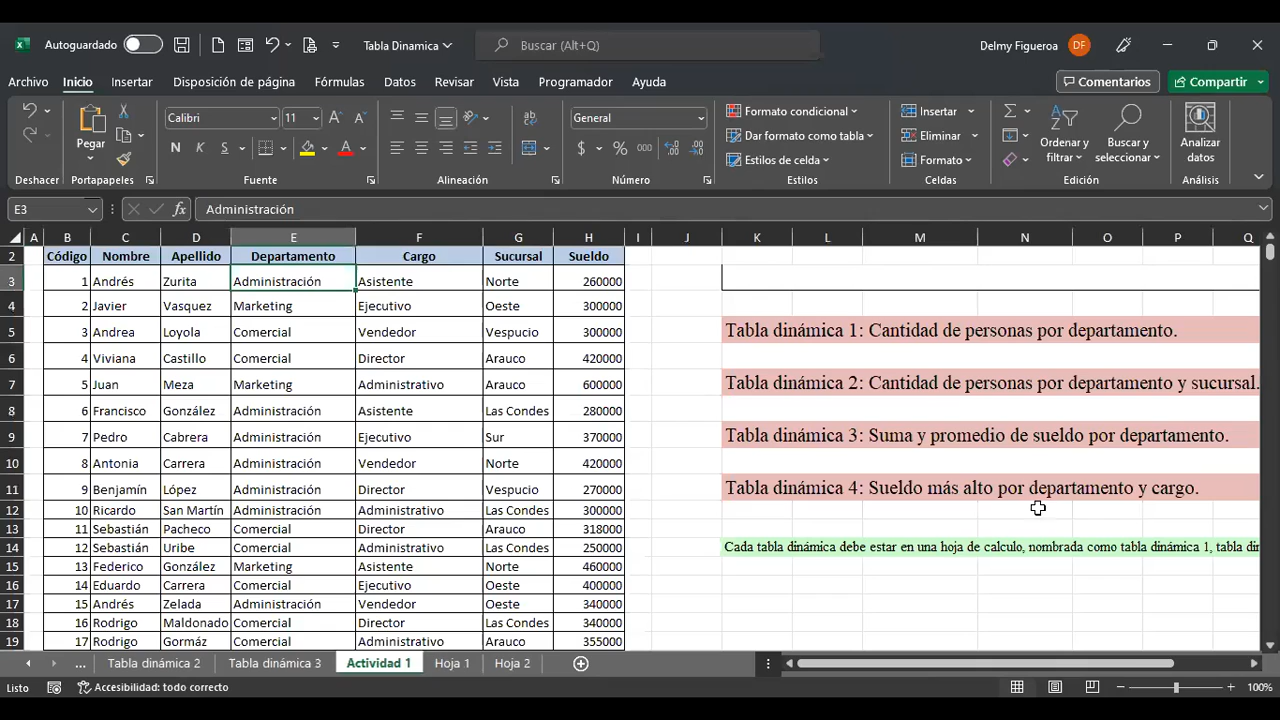 Autoguardado
Tabla Dinamica
Buscar (Alt+Q)
Delmy Figueroa
DF
Archivo Inicio Insertar Disposición de página Fórmulas Datos Revisar Vista Programador Ayuda
Comentarios
Compartir
Pegar
Calibri 11
N K S
General
$ % 000
Formato condicional
Dar formato como tabla
Estilos de celda
Insertar
Eliminar
Formato
Ordenar y filtrar
Buscar y seleccionar
Analizar datos
Deshacer Portapapeles Fuente Alineación Número Estilos Celdas Edición Análisis
E3 fx Administración
A B C D E F G H I J K L M N O P Q
2 Código Nombre Apellido Departamento Cargo Sucursal Sueldo
3 1 Andrés Zurita Administración Asistente Norte 260000
4 2 Javier Vasquez Marketing Ejecutivo Oeste 300000
5 3 Andrea Loyola Comercial Vendedor Vespucio 300000 Tabla dinámica 1: Cantidad de personas por departamento.
6 4 Viviana Castillo Comercial Director Arauco 420000
7 5 Juan Meza Marketing Administrativo Arauco 600000 Tabla dinámica 2: Cantidad de personas por departamento y sucursal.
8 6 Francisco González Administración Asistente Las Condes 280000
9 7 Pedro Cabrera Administración Ejecutivo Sur 370000 Tabla dinámica 3: Suma y promedio de sueldo por departamento.
10 8 Antonia Carrera Administración Vendedor Norte 420000
11 9 Benjamín López Administración Director Vespucio 270000 Tabla dinámica 4: Sueldo más alto por departamento y cargo.
12 10 Ricardo San Martín Administración Administrativo Las Condes 300000
13 11 Sebastián Pacheco Comercial Director Arauco 318000
14 12 Sebastián Uribe Comercial Administrativo Las Condes 250000 Cada tabla dinámica debe estar en una hoja de calculo, nombrada como tabla dinámica 1, tabla din
15 13 Federico González Marketing Asistente Norte 460000
16 14 Eduardo Carrera Comercial Ejecutivo Oeste 400000
17 15 Andrés Zelada Administración Vendedor Oeste 340000
18 16 Rodrigo Maldonado Comercial Director Las Condes 340000
19 17 Rodrigo Gormáz Comercial Administrativo Arauco 355000
... Tabla dinámica 2 Tabla dinámica 3 Actividad 1 Hoja 1 Hoja 2
Listo Accesibilidad: todo correcto 100%